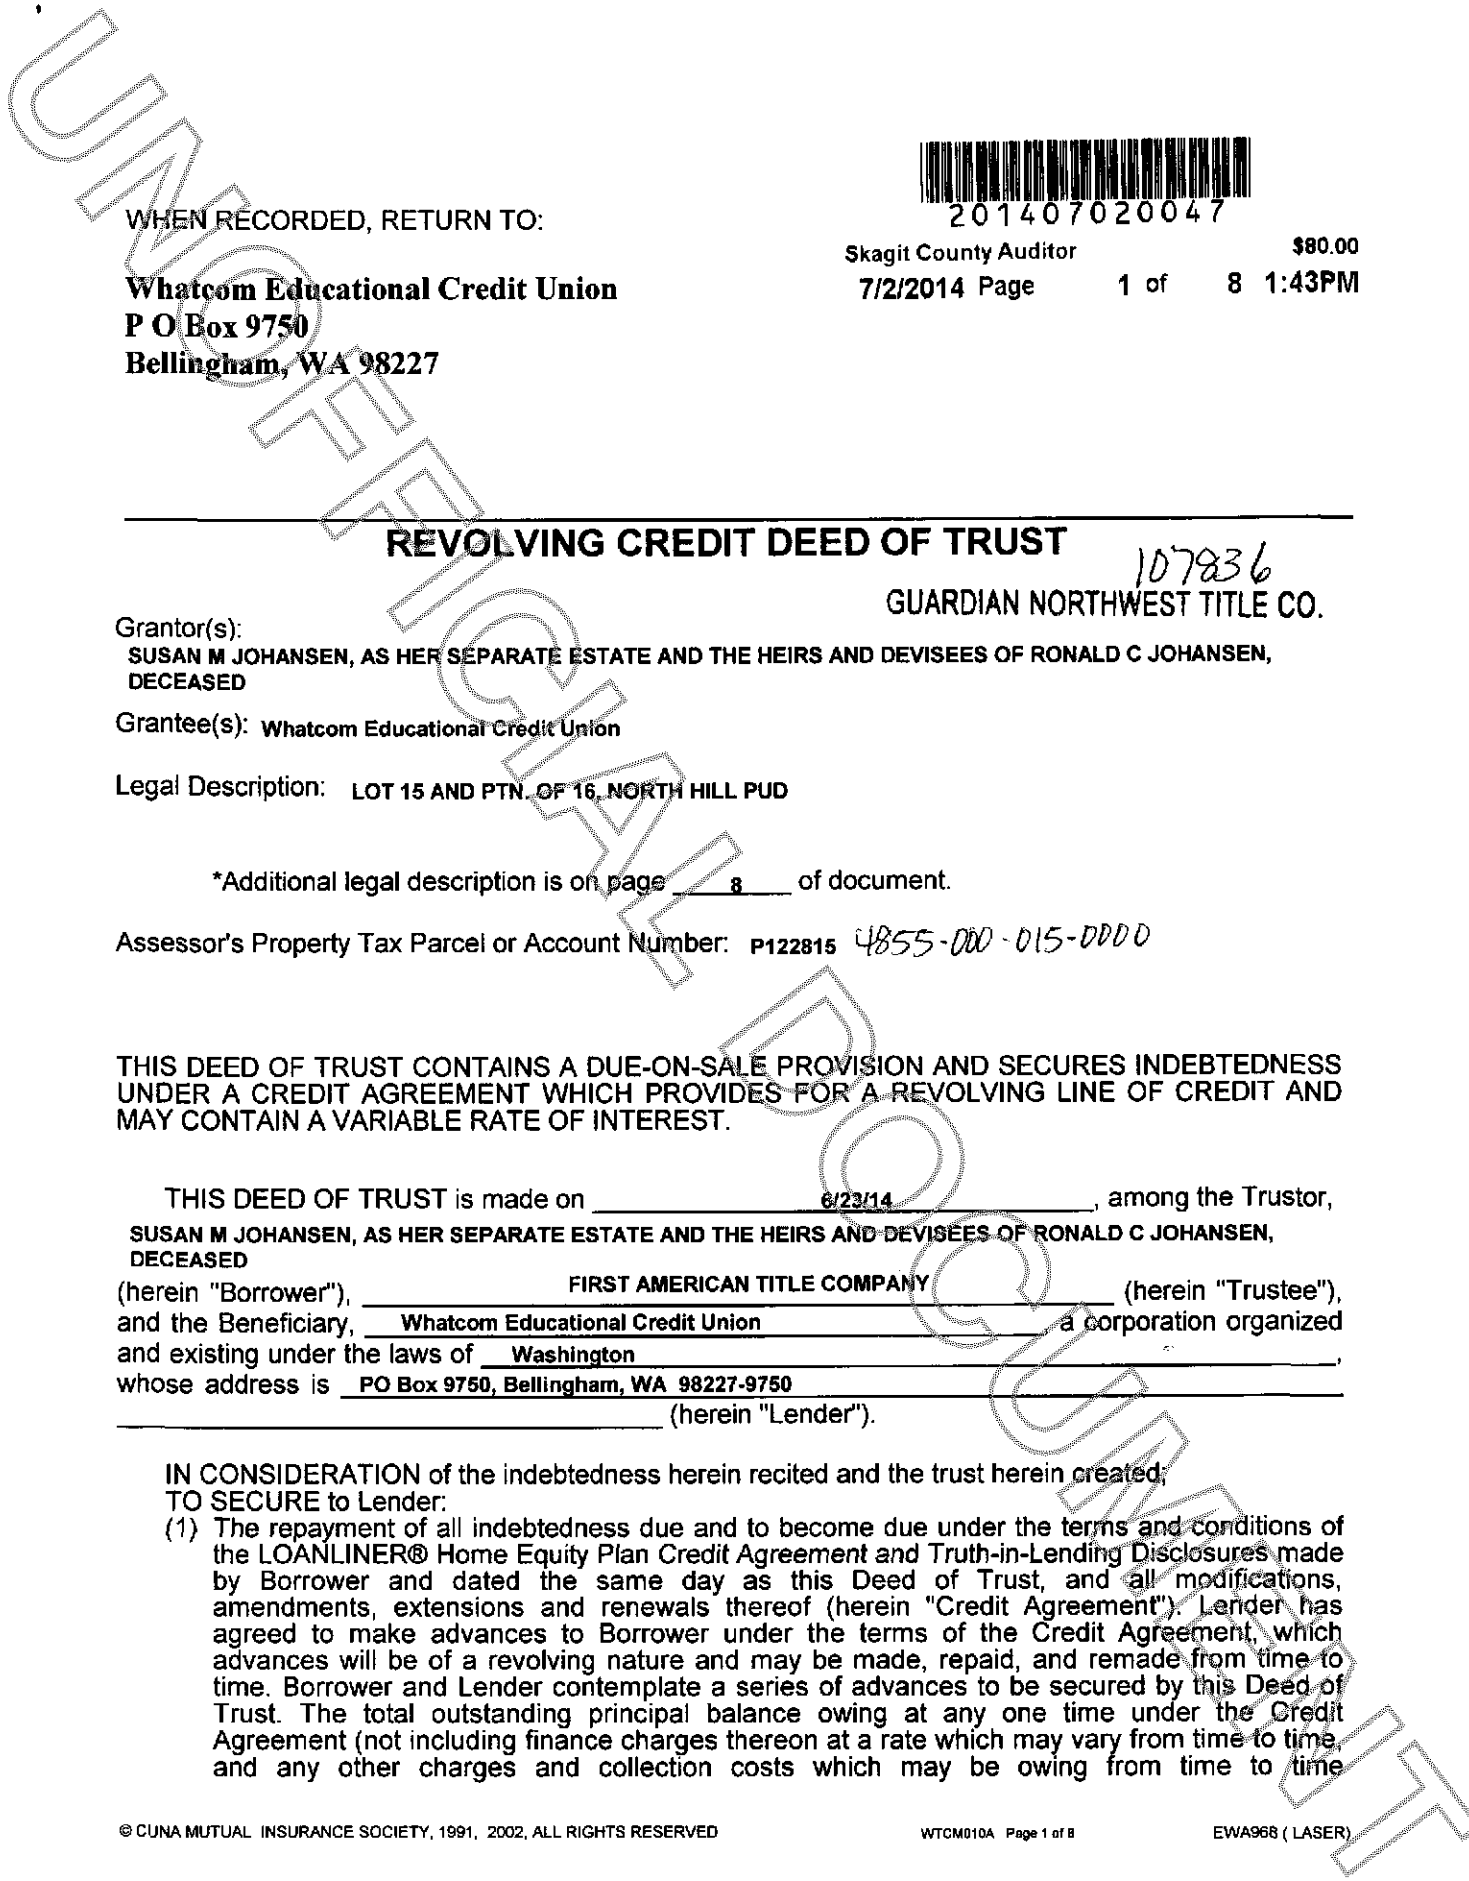 201407020047
Skagit County Auditor $80.00
7/2/2014 Page 1 of 8 1:43PM
WHEN RECORDED, RETURN TO:
Whatcom Educational Credit Union
P O Box 9750
Bellingham, WA 98227
REVOLVING CREDIT DEED OF TRUST
107836
GUARDIAN NORTHWEST TITLE CO.
Grantor(s):
SUSAN M JOHANSEN, AS HER SEPARATE ESTATE AND THE HEIRS AND DEVISEES OF RONALD C JOHANSEN,
DECEASED
Grantee(s): Whatcom Educational Credit Union
Legal Description: LOT 15 AND PTN. OF 16, NORTH HILL PUD
*Additional legal description is on page 8 of document.
Assessor's Property Tax Parcel or Account Number: P122815 4855-000-015-0000
THIS DEED OF TRUST CONTAINS A DUE-ON-SALE PROVISION AND SECURES INDEBTEDNESS
UNDER A CREDIT AGREEMENT WHICH PROVIDES FOR A REVOLVING LINE OF CREDIT AND
MAY CONTAIN A VARIABLE RATE OF INTEREST.
THIS DEED OF TRUST is made on 6/23/14, among the Trustor,
SUSAN M JOHANSEN, AS HER SEPARATE ESTATE AND THE HEIRS AND DEVISEES OF RONALD C JOHANSEN,
DECEASED
(herein "Borrower"), FIRST AMERICAN TITLE COMPANY (herein "Trustee"),
and the Beneficiary, Whatcom Educational Credit Union, a corporation organized
and existing under the laws of Washington,
whose address is PO Box 9750, Bellingham, WA 98227-9750
(herein "Lender").
IN CONSIDERATION of the indebtedness herein recited and the trust herein created;
TO SECURE to Lender:
(1) The repayment of all indebtedness due and to become due under the terms and conditions of
the LOANLINER® Home Equity Plan Credit Agreement and Truth-in-Lending Disclosures made
by Borrower and dated the same day as this Deed of Trust, and all modifications,
amendments, extensions and renewals thereof (herein "Credit Agreement"). Lender has
agreed to make advances to Borrower under the terms of the Credit Agreement, which
advances will be of a revolving nature and may be made, repaid, and remade from time to
time. Borrower and Lender contemplate a series of advances to be secured by this Deed of
Trust. The total outstanding principal balance owing at any one time under the Credit
Agreement (not including finance charges thereon at a rate which may vary from time to time,
and any other charges and collection costs which may be owing from time to time
© CUNA MUTUAL INSURANCE SOCIETY, 1991, 2002, ALL RIGHTS RESERVED WTCM010A Page 1 of 8 EWA968 ( LASER)
UNOFFICIAL DOCUMENT